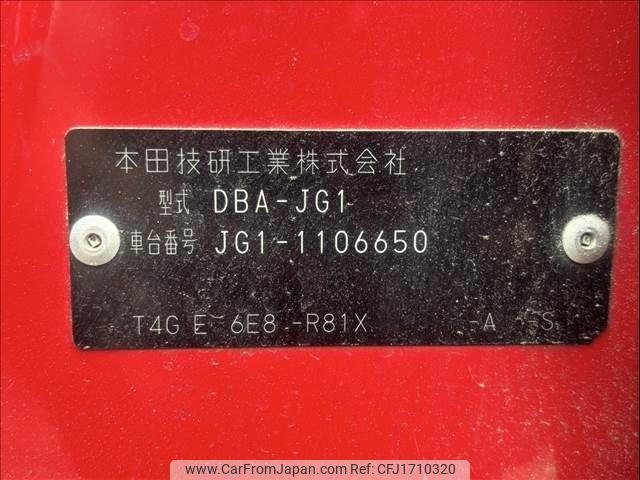 本田技研工業株式会社
型式 DBA-JG1
車台番号 JG1-1106650
T4G E 6E8 -R81X -A -S
www.CarFromJapan.com CFJ1710320